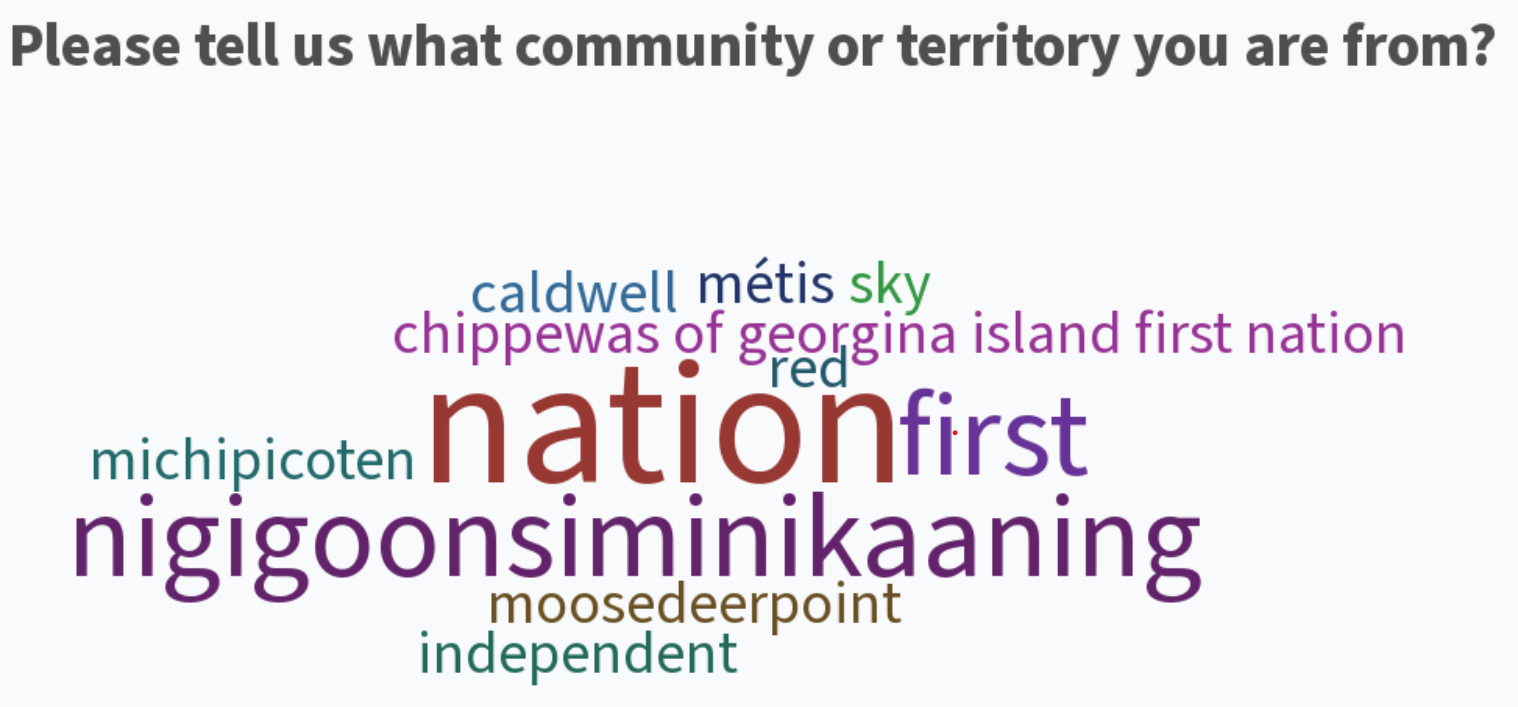 Please tell us what community or territory you are from?
caldwell métis sky
chippewas of georgina island first nation
red
nation first
michipicoten
nigigoonsiminikaaning
moosedeerpoint
independent